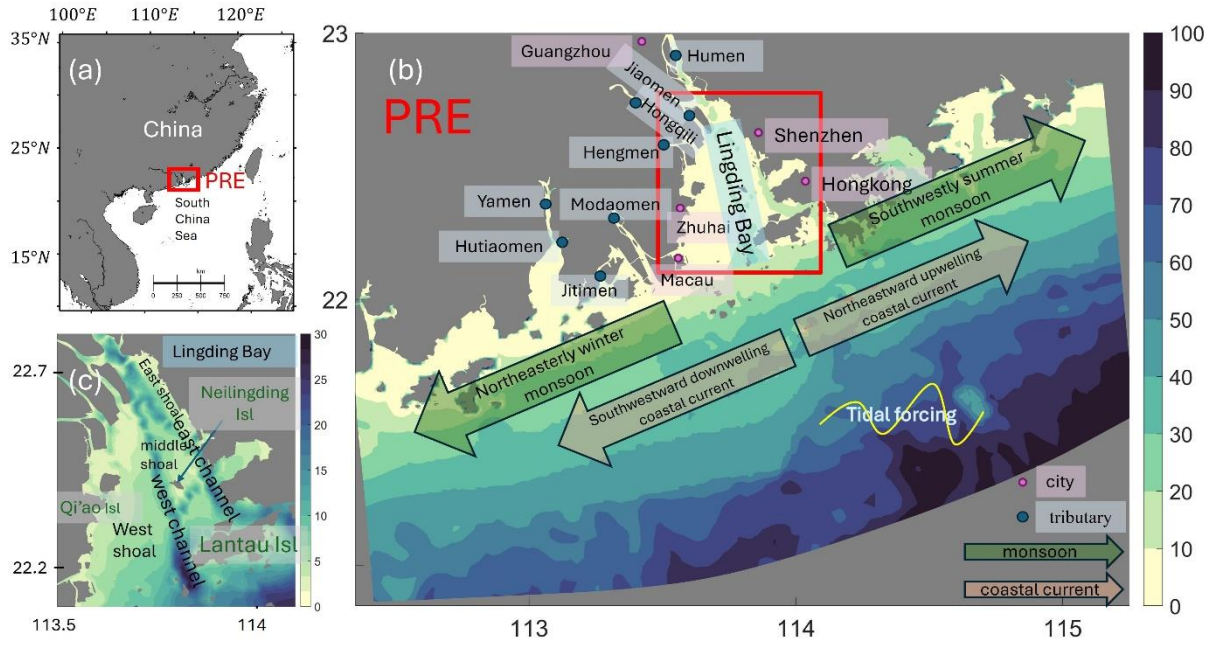 100°E 110°E 120°E
35°N
25°N
15°N
(a)
China
PRE
South
China
Sea
km
0 250 500 750
(b)
PRE
23
22
113
114
115
Guangzhou
Humen
Jiaomen
Hongqili
Hengmen
Lingding Bay
Shenzhen
Hongkong
Yamen
Modaomen
Zhuhai
Hutiaomen
Jitimen
Macau
Southwestly summer
monsoon
Northeastward upwelling
coastal current
Northeasterly winter
monsoon
Southwestward downwelling
coastal current
Tidal forcing
city
tributary
monsoon
coastal current
100
90
80
70
60
50
40
30
20
10
0
(c)
22.7
22.2
113.5
114
Lingding Bay
East shoal
east channel
Neilingding
Isl
middle
shoal
west channel
Qi'ao Isl
West
shoal
Lantau Isl
30
25
20
15
10
5
0